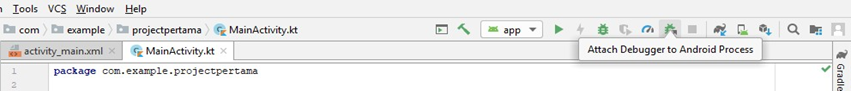 Tools VCS Window Help
com example projectpertama MainActivity.kt app
Attach Debugger to Android Process
activity_main.xml MainActivity.kt
1 package com.example.projectpertama
2
Gradle